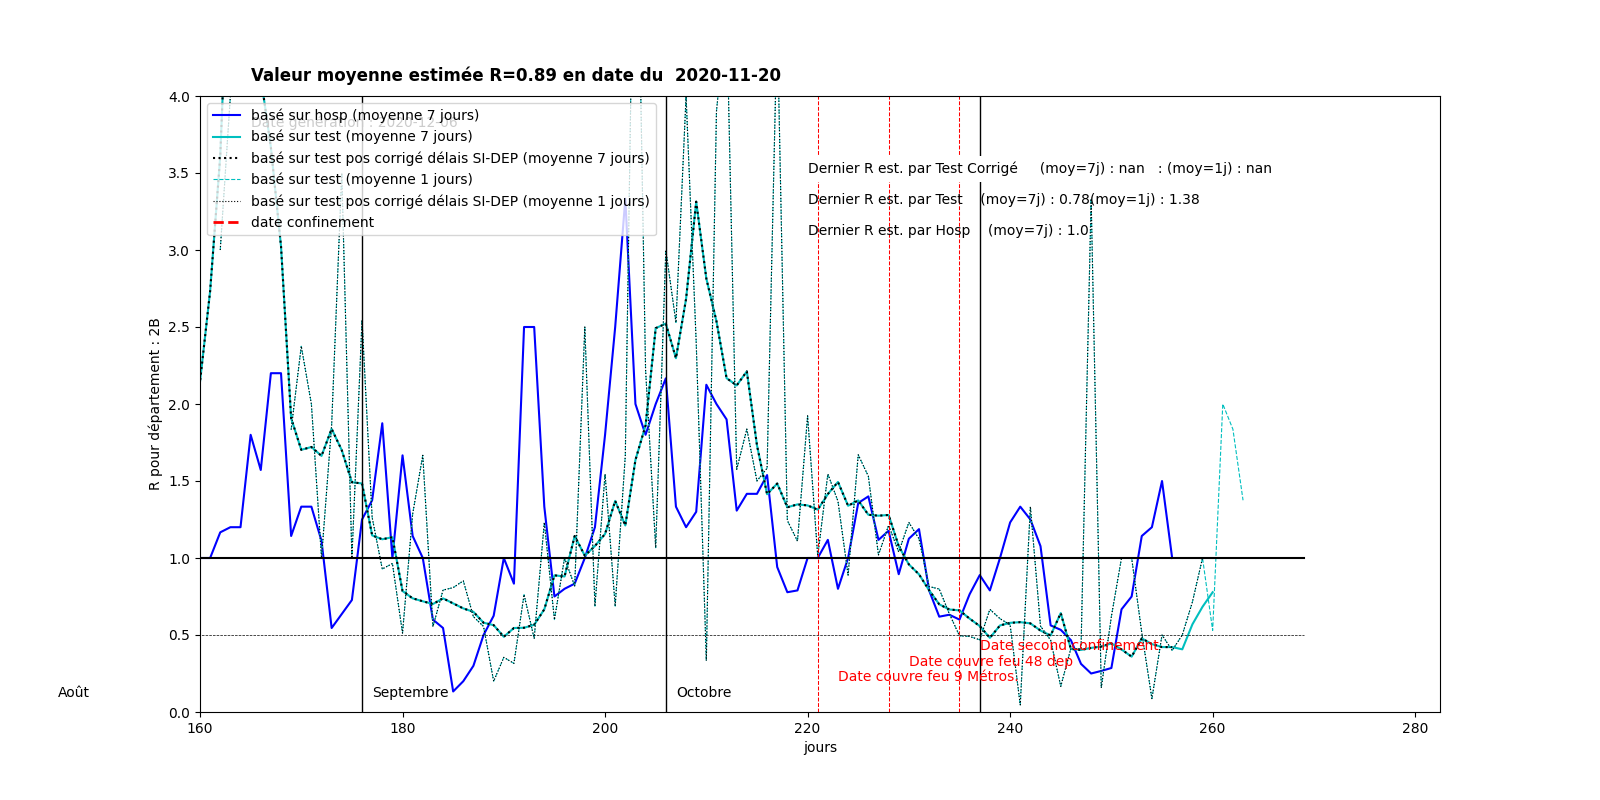 Valeur moyenne estimée R=0.89 en date du  2020-11-20
Date génération : 2020-12-06
basé sur hosp (moyenne 7 jours)
basé sur test (moyenne 7 jours)
basé sur test pos corrigé délais SI-DEP (moyenne 7 jours)
basé sur test (moyenne 1 jours)
basé sur test pos corrigé délais SI-DEP (moyenne 1 jours)
date confinement
Dernier R est. par Test Corrigé     (moy=7j) : nan   : (moy=1j) : nan
Dernier R est. par Test    (moy=7j) : 0.78(moy=1j) : 1.38
Dernier R est. par Hosp    (moy=7j) : 1.0
R pour département : 2B
4.0
3.5
3.0
2.5
2.0
1.5
1.0
0.5
0.0
Date second confinement
Date couvre feu 48 dep
Date couvre feu 9 Métros.
Août
Septembre
Octobre
160
180
200
220
240
260
280
jours